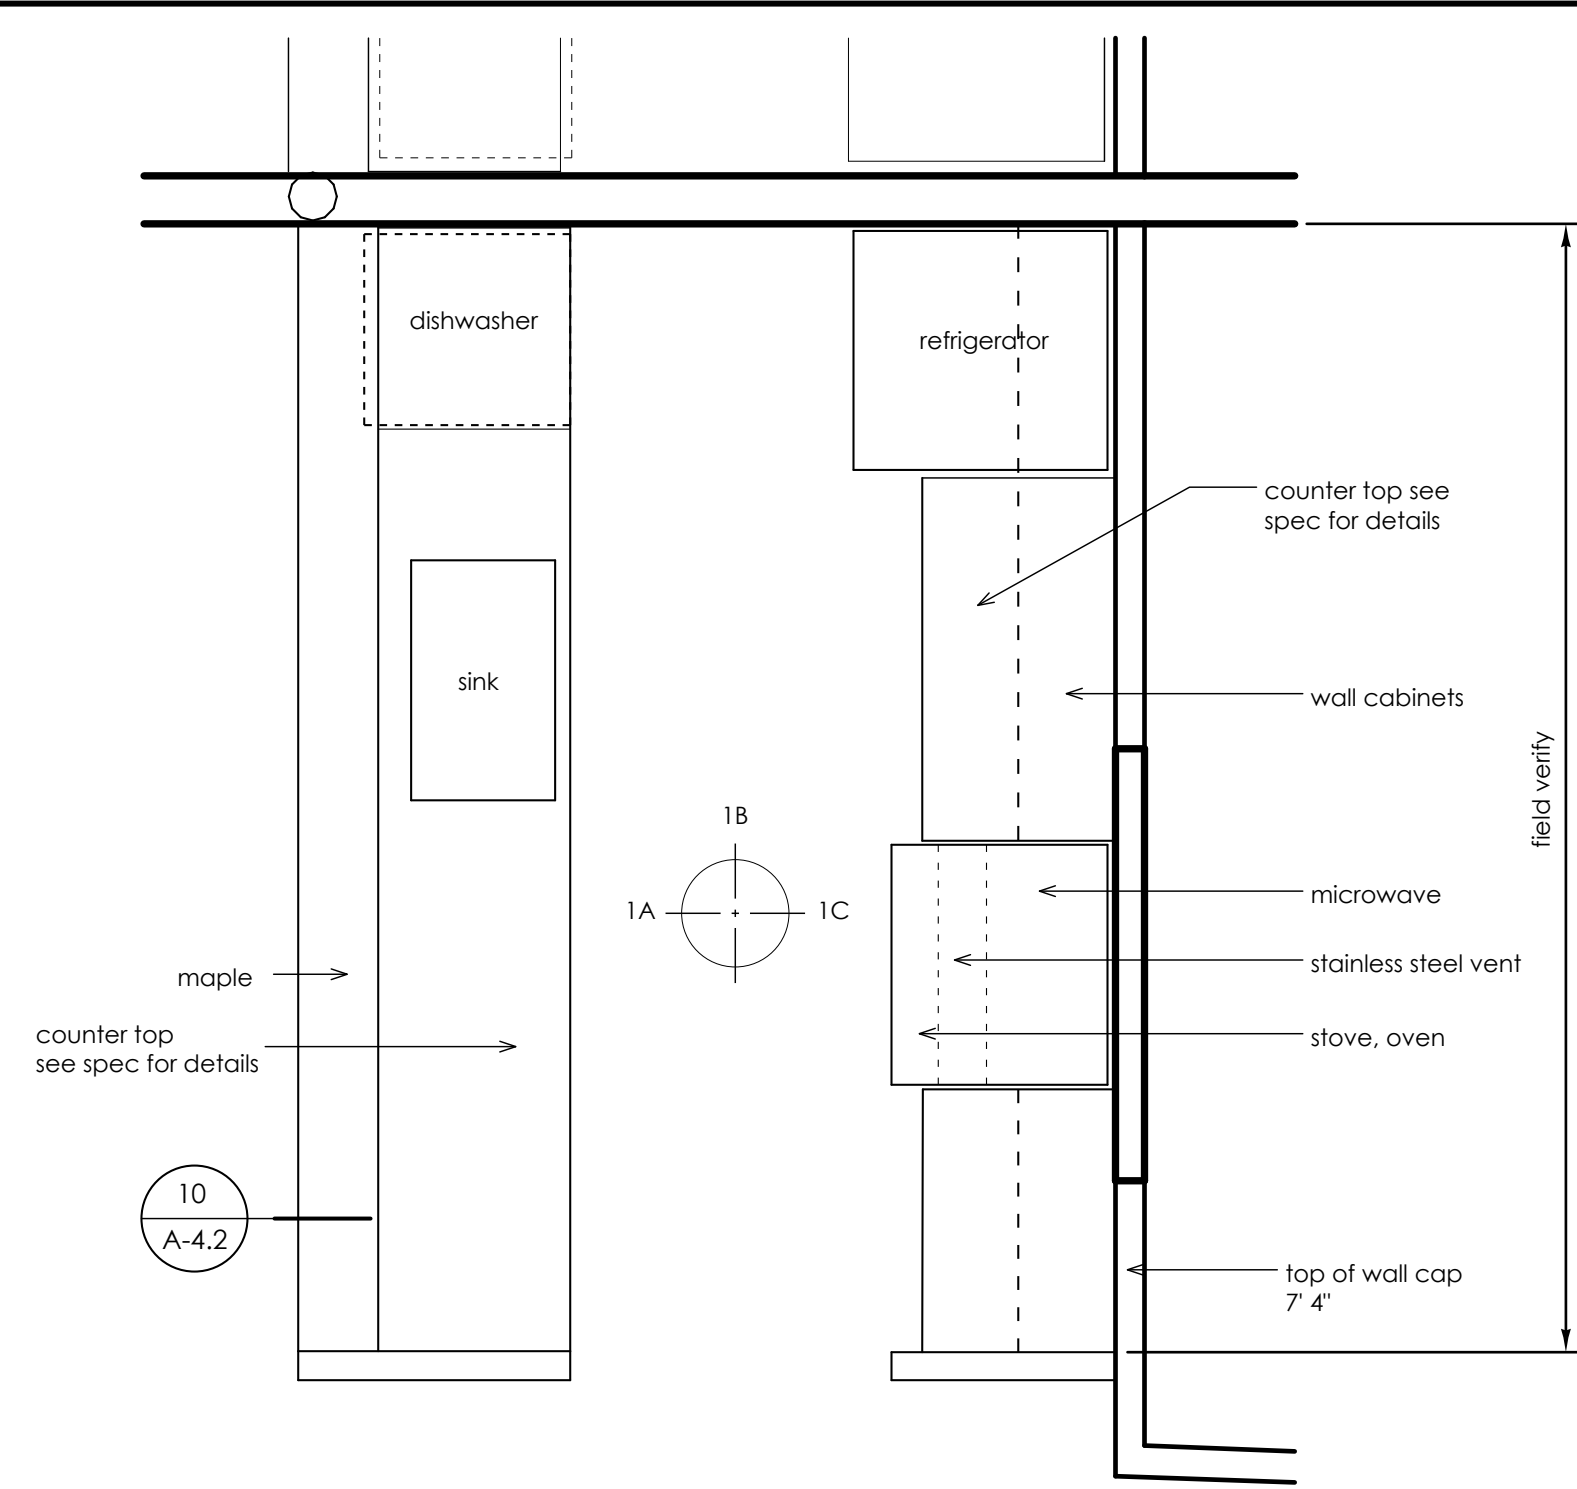 dishwasher
refrigerator
counter top see
spec for details
sink
wall cabinets
field verify
1B
1A
1C
microwave
stainless steel vent
maple
counter top
see spec for details
stove, oven
10
A-4.2
top of wall cap
7' 4"